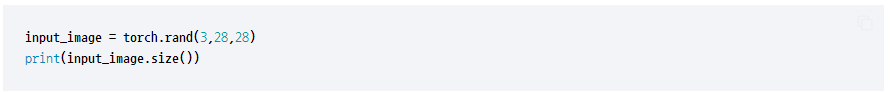 input_image = torch.rand(3,28,28)
print(input_image.size())